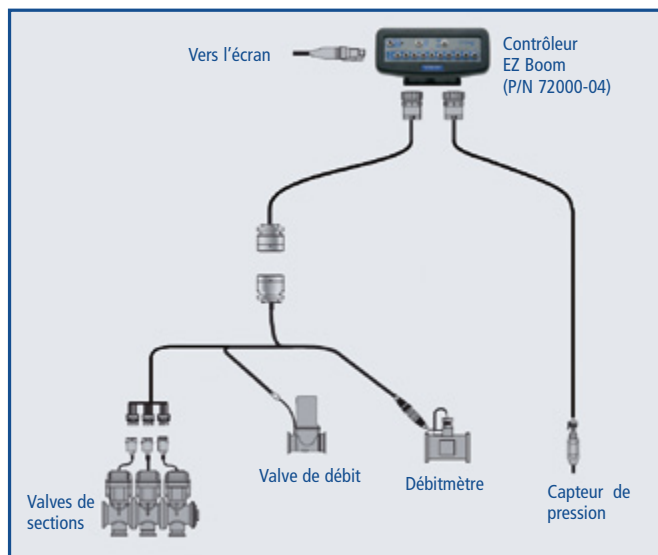 Vers l'écran
Contrôleur
EZ Boom
(P/N 72000-04)
Valve de débit
Débitmètre
Valves de
sections
Capteur de
pression